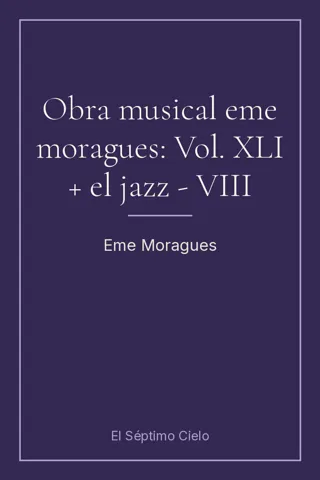 Obra musical eme
moragues: Vol. XLI
+ el jazz - VIII
Eme Moragues
El Séptimo Cielo